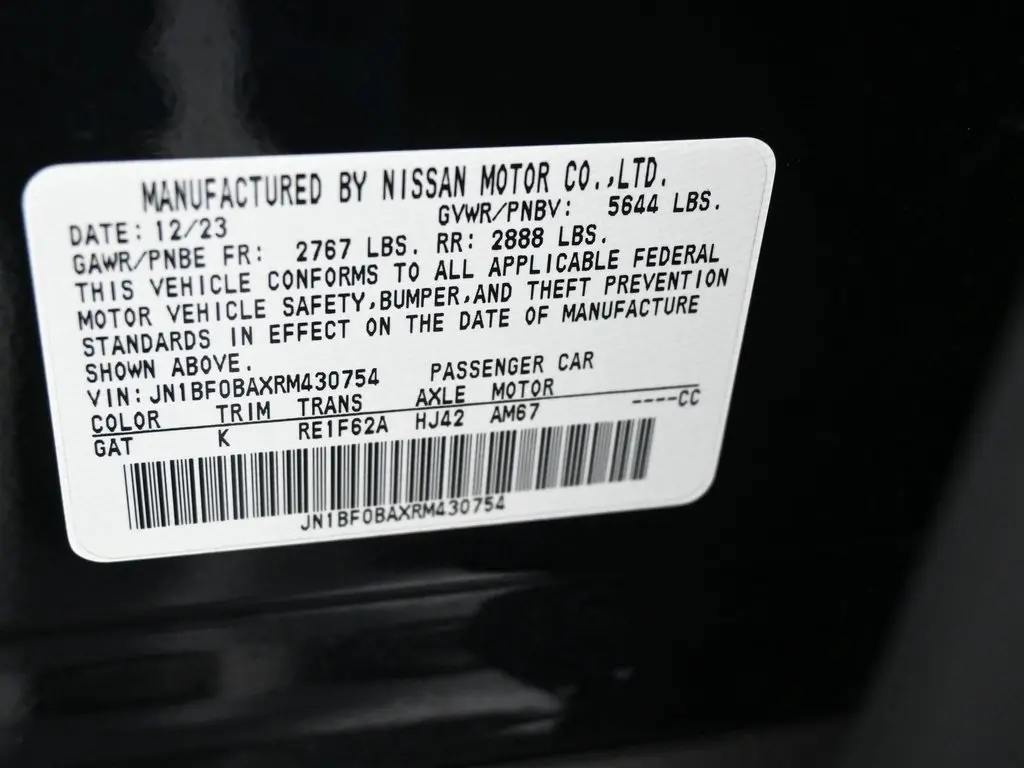 MANUFACTURED BY NISSAN MOTOR CO.,LTD.
DATE: 12/23 GVWR/PNBV: 5644 LBS.
GAWR/PNBE FR: 2767 LBS. RR: 2888 LBS.
THIS VEHICLE CONFORMS TO ALL APPLICABLE FEDERAL
MOTOR VEHICLE SAFETY,BUMPER,AND THEFT PREVENTION
STANDARDS IN EFFECT ON THE DATE OF MANUFACTURE
SHOWN ABOVE.
VIN: JN1BF0BAXRM430754 PASSENGER CAR
COLOR TRIM TRANS AXLE MOTOR
GAT K RE1F62A HJ42 AM67 ----CC
JN1BF0BAXRM430754